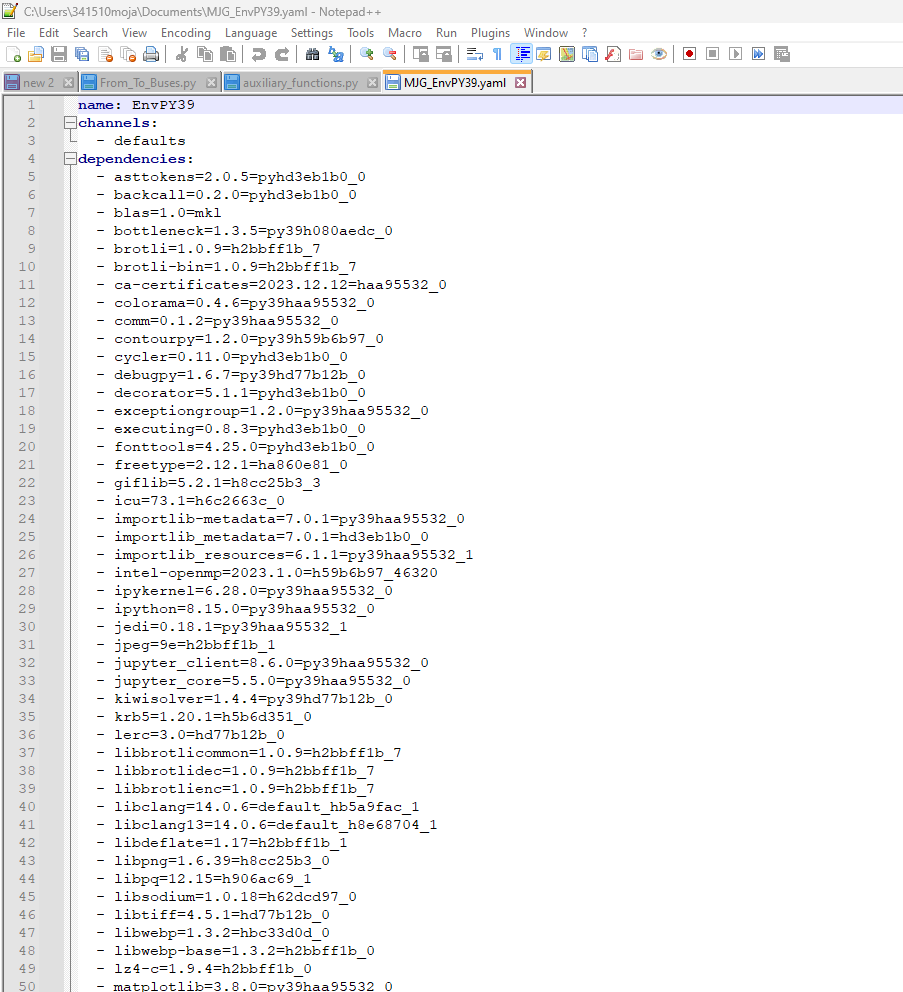 C:\Users\341510moja\Documents\MJG_EnvPY39.yaml - Notepad++
File Edit Search View Encoding Language Settings Tools Macro Run Plugins Window ?
new 2 From_To_Buses.py auxiliary_functions.py MJG_EnvPY39.yaml
1 name: EnvPY39
2 channels:
3 - defaults
4 dependencies:
5 - asttokens=2.0.5=pyhd3eb1b0_0
6 - backcall=0.2.0=pyhd3eb1b0_0
7 - blas=1.0=mkl
8 - bottleneck=1.3.5=py39h080aedc_0
9 - brotli=1.0.9=h2bbff1b_7
10 - brotli-bin=1.0.9=h2bbff1b_7
11 - ca-certificates=2023.12.12=haa95532_0
12 - colorama=0.4.6=py39haa95532_0
13 - comm=0.1.2=py39haa95532_0
14 - contourpy=1.2.0=py39h59b6b97_0
15 - cycler=0.11.0=pyhd3eb1b0_0
16 - debugpy=1.6.7=py39hd77b12b_0
17 - decorator=5.1.1=pyhd3eb1b0_0
18 - exceptiongroup=1.2.0=py39haa95532_0
19 - executing=0.8.3=pyhd3eb1b0_0
20 - fonttools=4.25.0=pyhd3eb1b0_0
21 - freetype=2.12.1=ha860e81_0
22 - giflib=5.2.1=h8cc25b3_3
23 - icu=73.1=h6c2663c_0
24 - importlib-metadata=7.0.1=py39haa95532_0
25 - importlib_metadata=7.0.1=hd3eb1b0_0
26 - importlib_resources=6.1.1=py39haa95532_1
27 - intel-openmp=2023.1.0=h59b6b97_46320
28 - ipykernel=6.28.0=py39haa95532_0
29 - ipython=8.15.0=py39haa95532_0
30 - jedi=0.18.1=py39haa95532_1
31 - jpeg=9e=h2bbff1b_1
32 - jupyter_client=8.6.0=py39haa95532_0
33 - jupyter_core=5.5.0=py39haa95532_0
34 - kiwisolver=1.4.4=py39hd77b12b_0
35 - krb5=1.20.1=h5b6d351_0
36 - lerc=3.0=hd77b12b_0
37 - libbrotlicommon=1.0.9=h2bbff1b_7
38 - libbrotlidec=1.0.9=h2bbff1b_7
39 - libbrotlienc=1.0.9=h2bbff1b_7
40 - libclang=14.0.6=default_hb5a9fac_1
41 - libclang13=14.0.6=default_h8e68704_1
42 - libdeflate=1.17=h2bbff1b_1
43 - libpng=1.6.39=h8cc25b3_0
44 - libpq=12.15=h906ac69_1
45 - libsodium=1.0.18=h62dcd97_0
46 - libtiff=4.5.1=hd77b12b_0
47 - libwebp=1.3.2=hbc33d0d_0
48 - libwebp-base=1.3.2=h2bbff1b_0
49 - lz4-c=1.9.4=h2bbff1b_0
50 - matplotlib=3.8.0=py39haa95532_0